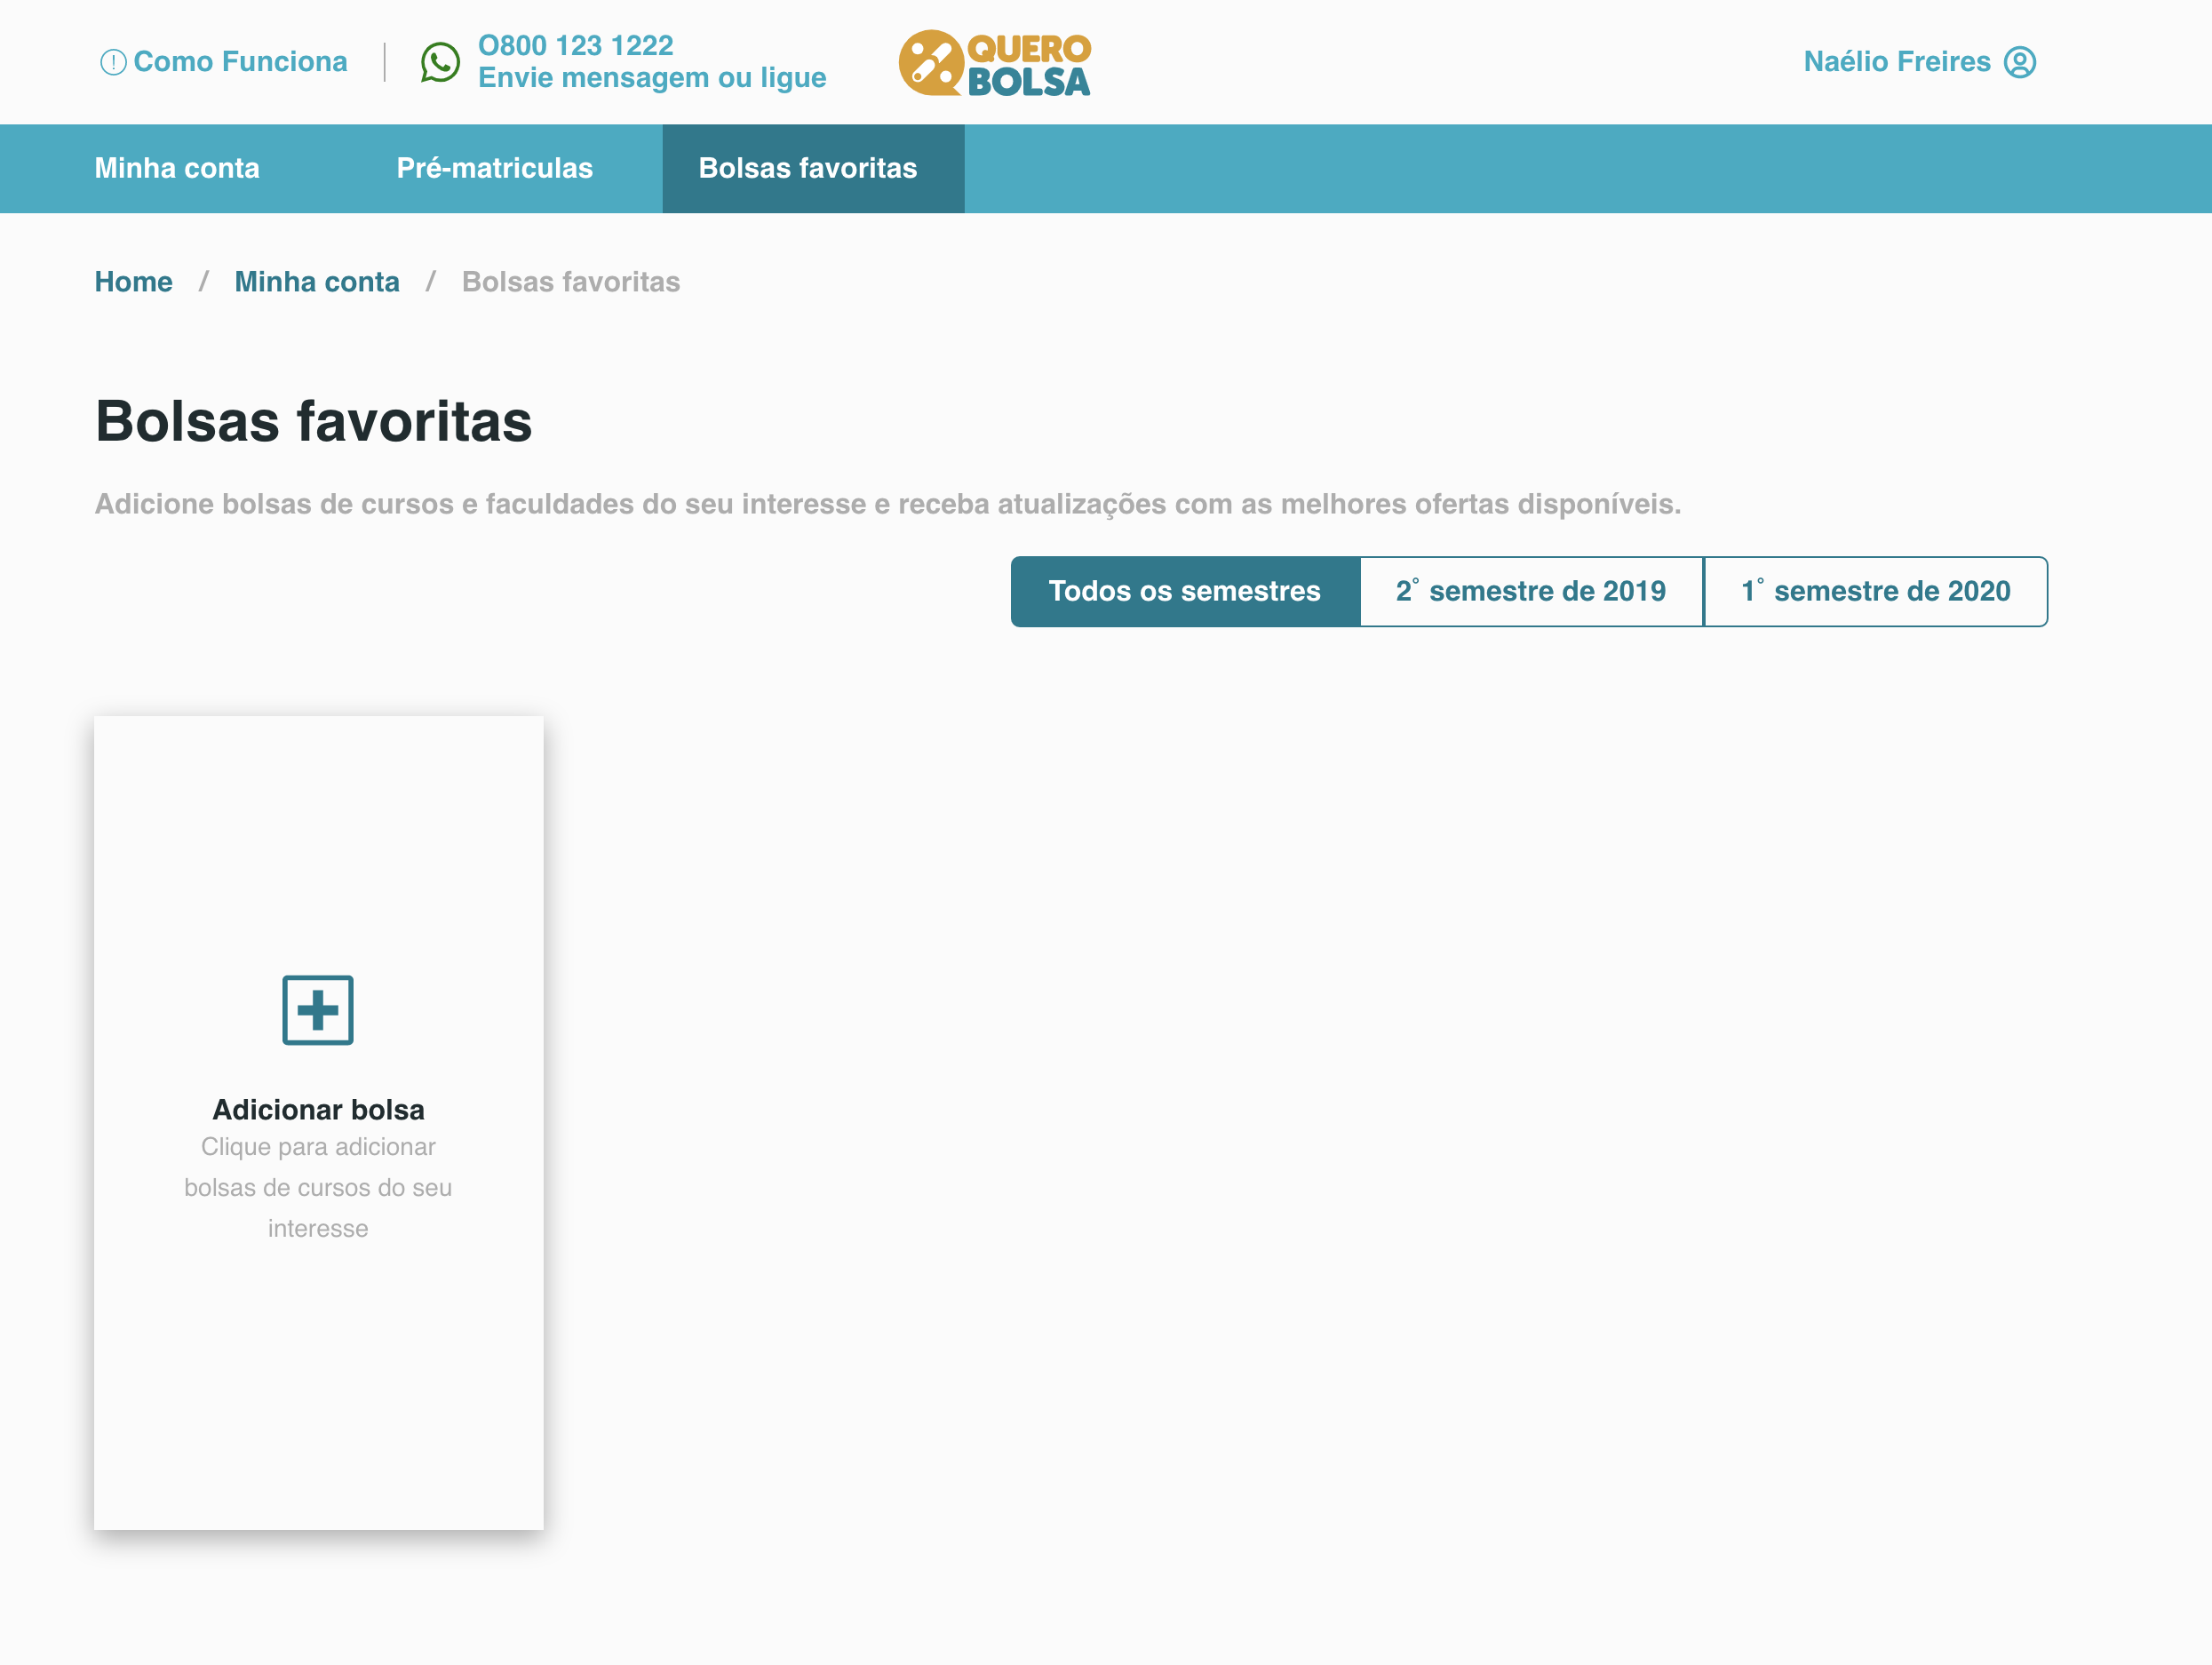 Como Funciona
O800 123 1222
Envie mensagem ou ligue
QUERO
BOLSA
Naélio Freires
Minha conta
Pré-matriculas
Bolsas favoritas
Home / Minha conta / Bolsas favoritas
Bolsas favoritas
Adicione bolsas de cursos e faculdades do seu interesse e receba atualizações com as melhores ofertas disponíveis.
Todos os semestres
2° semestre de 2019
1° semestre de 2020
Adicionar bolsa
Clique para adicionar
bolsas de cursos do seu
interesse